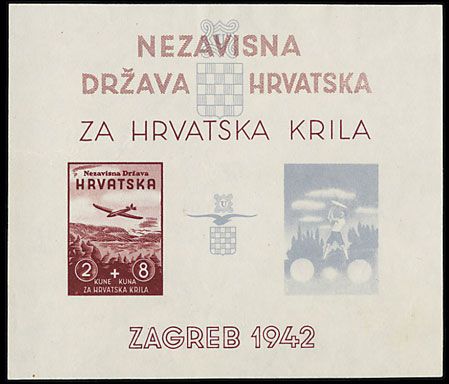 NEZAVISNA
DRŽAVA HRVATSKA
ZA HRVATSKA KRILA
Nezavisna Država
HRVATSKA
2 + 8
KUNE KUNA
ZA HRVATSKA KRILA
U
ZAGREB 1942